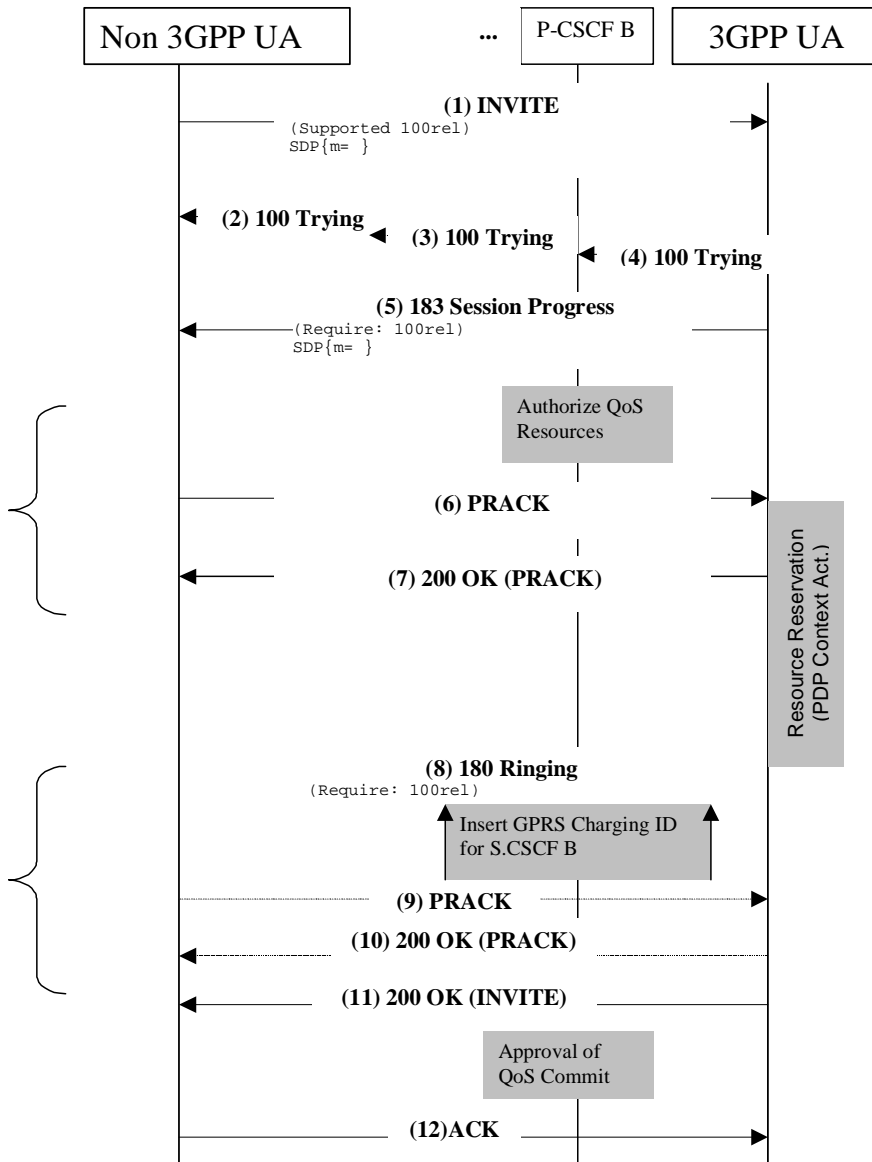 Non 3GPP UA
...
P-CSCF B
3GPP UA
(1) INVITE
(Supported 100rel)
SDP{m= }
(2) 100 Trying
(3) 100 Trying
(4) 100 Trying
(5) 183 Session Progress
(Require: 100rel)
SDP{m= }
Authorize QoS
Resources
(6) PRACK
(7) 200 OK (PRACK)
Resource Reservation
(PDP Context Act.)
(8) 180 Ringing
(Require: 100rel)
Insert GPRS Charging ID
for S.CSCF B
(9) PRACK
(10) 200 OK (PRACK)
(11) 200 OK (INVITE)
Approval of
QoS Commit
(12)ACK